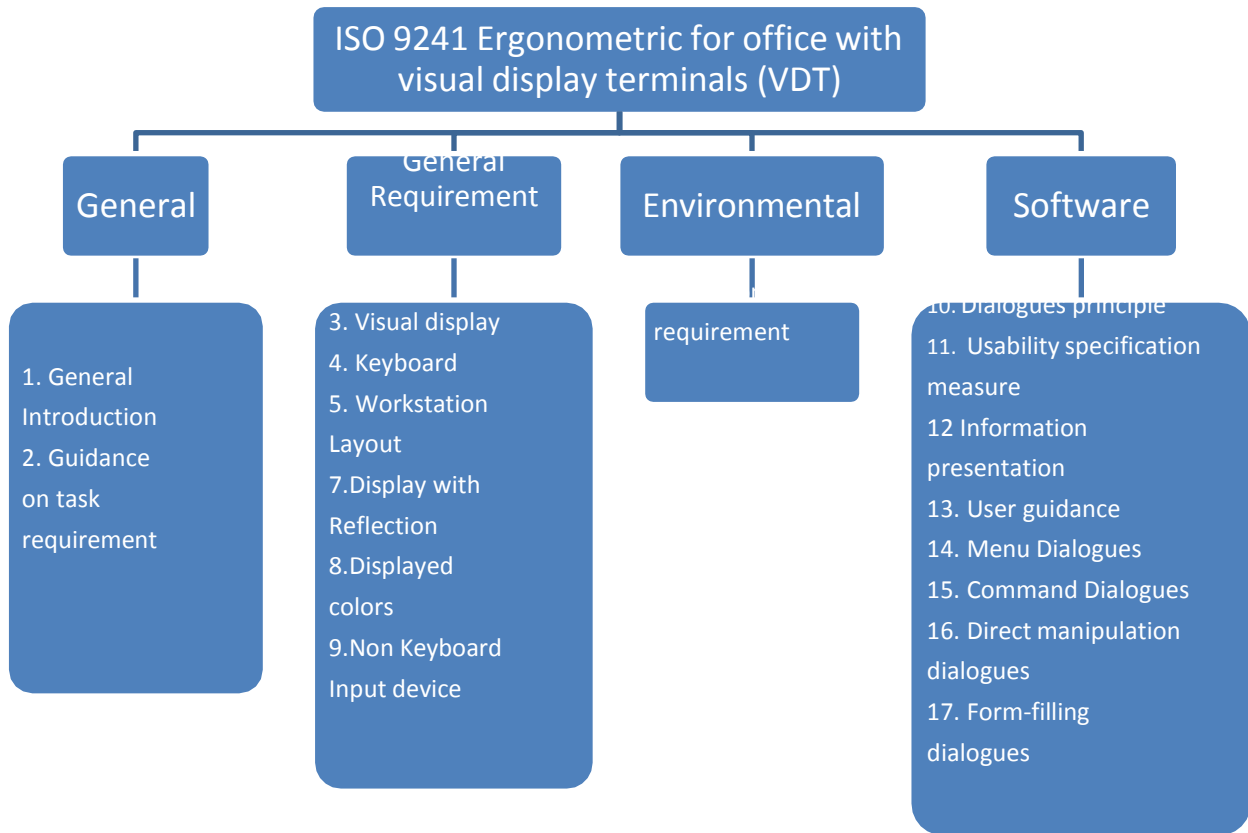 ISO 9241 Ergonometric for office with
visual display terminals (VDT)
General
General
Requirement
Environmental
Software
1. General
Introduction
2. Guidance
on task
requirement
3. Visual display
4. Keyboard
5. Workstation
Layout
7.Display with
Reflection
8.Displayed
colors
9.Non Keyboard
Input device
requirement
10. Dialogues principle
11. Usability specification
measure
12 Information
presentation
13. User guidance
14. Menu Dialogues
15. Command Dialogues
16. Direct manipulation
dialogues
17. Form-filling
dialogues